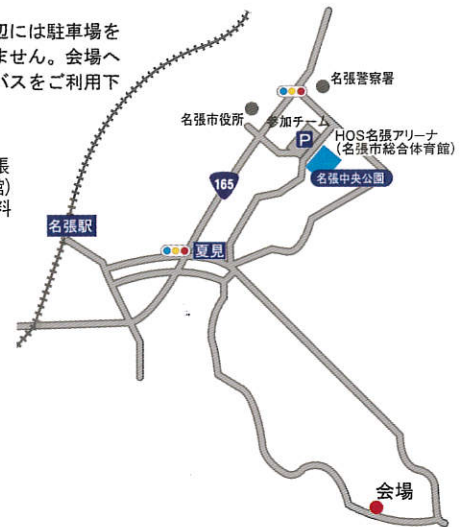 辺には駐車場を
ません。会場へ
バスをご利用下
張
館)
料
名張警察署
名張市役所
参加チーム
P
HOS名張アリーナ
(名張市総合体育館)
名張中央公園
165
名張駅
夏見
会場